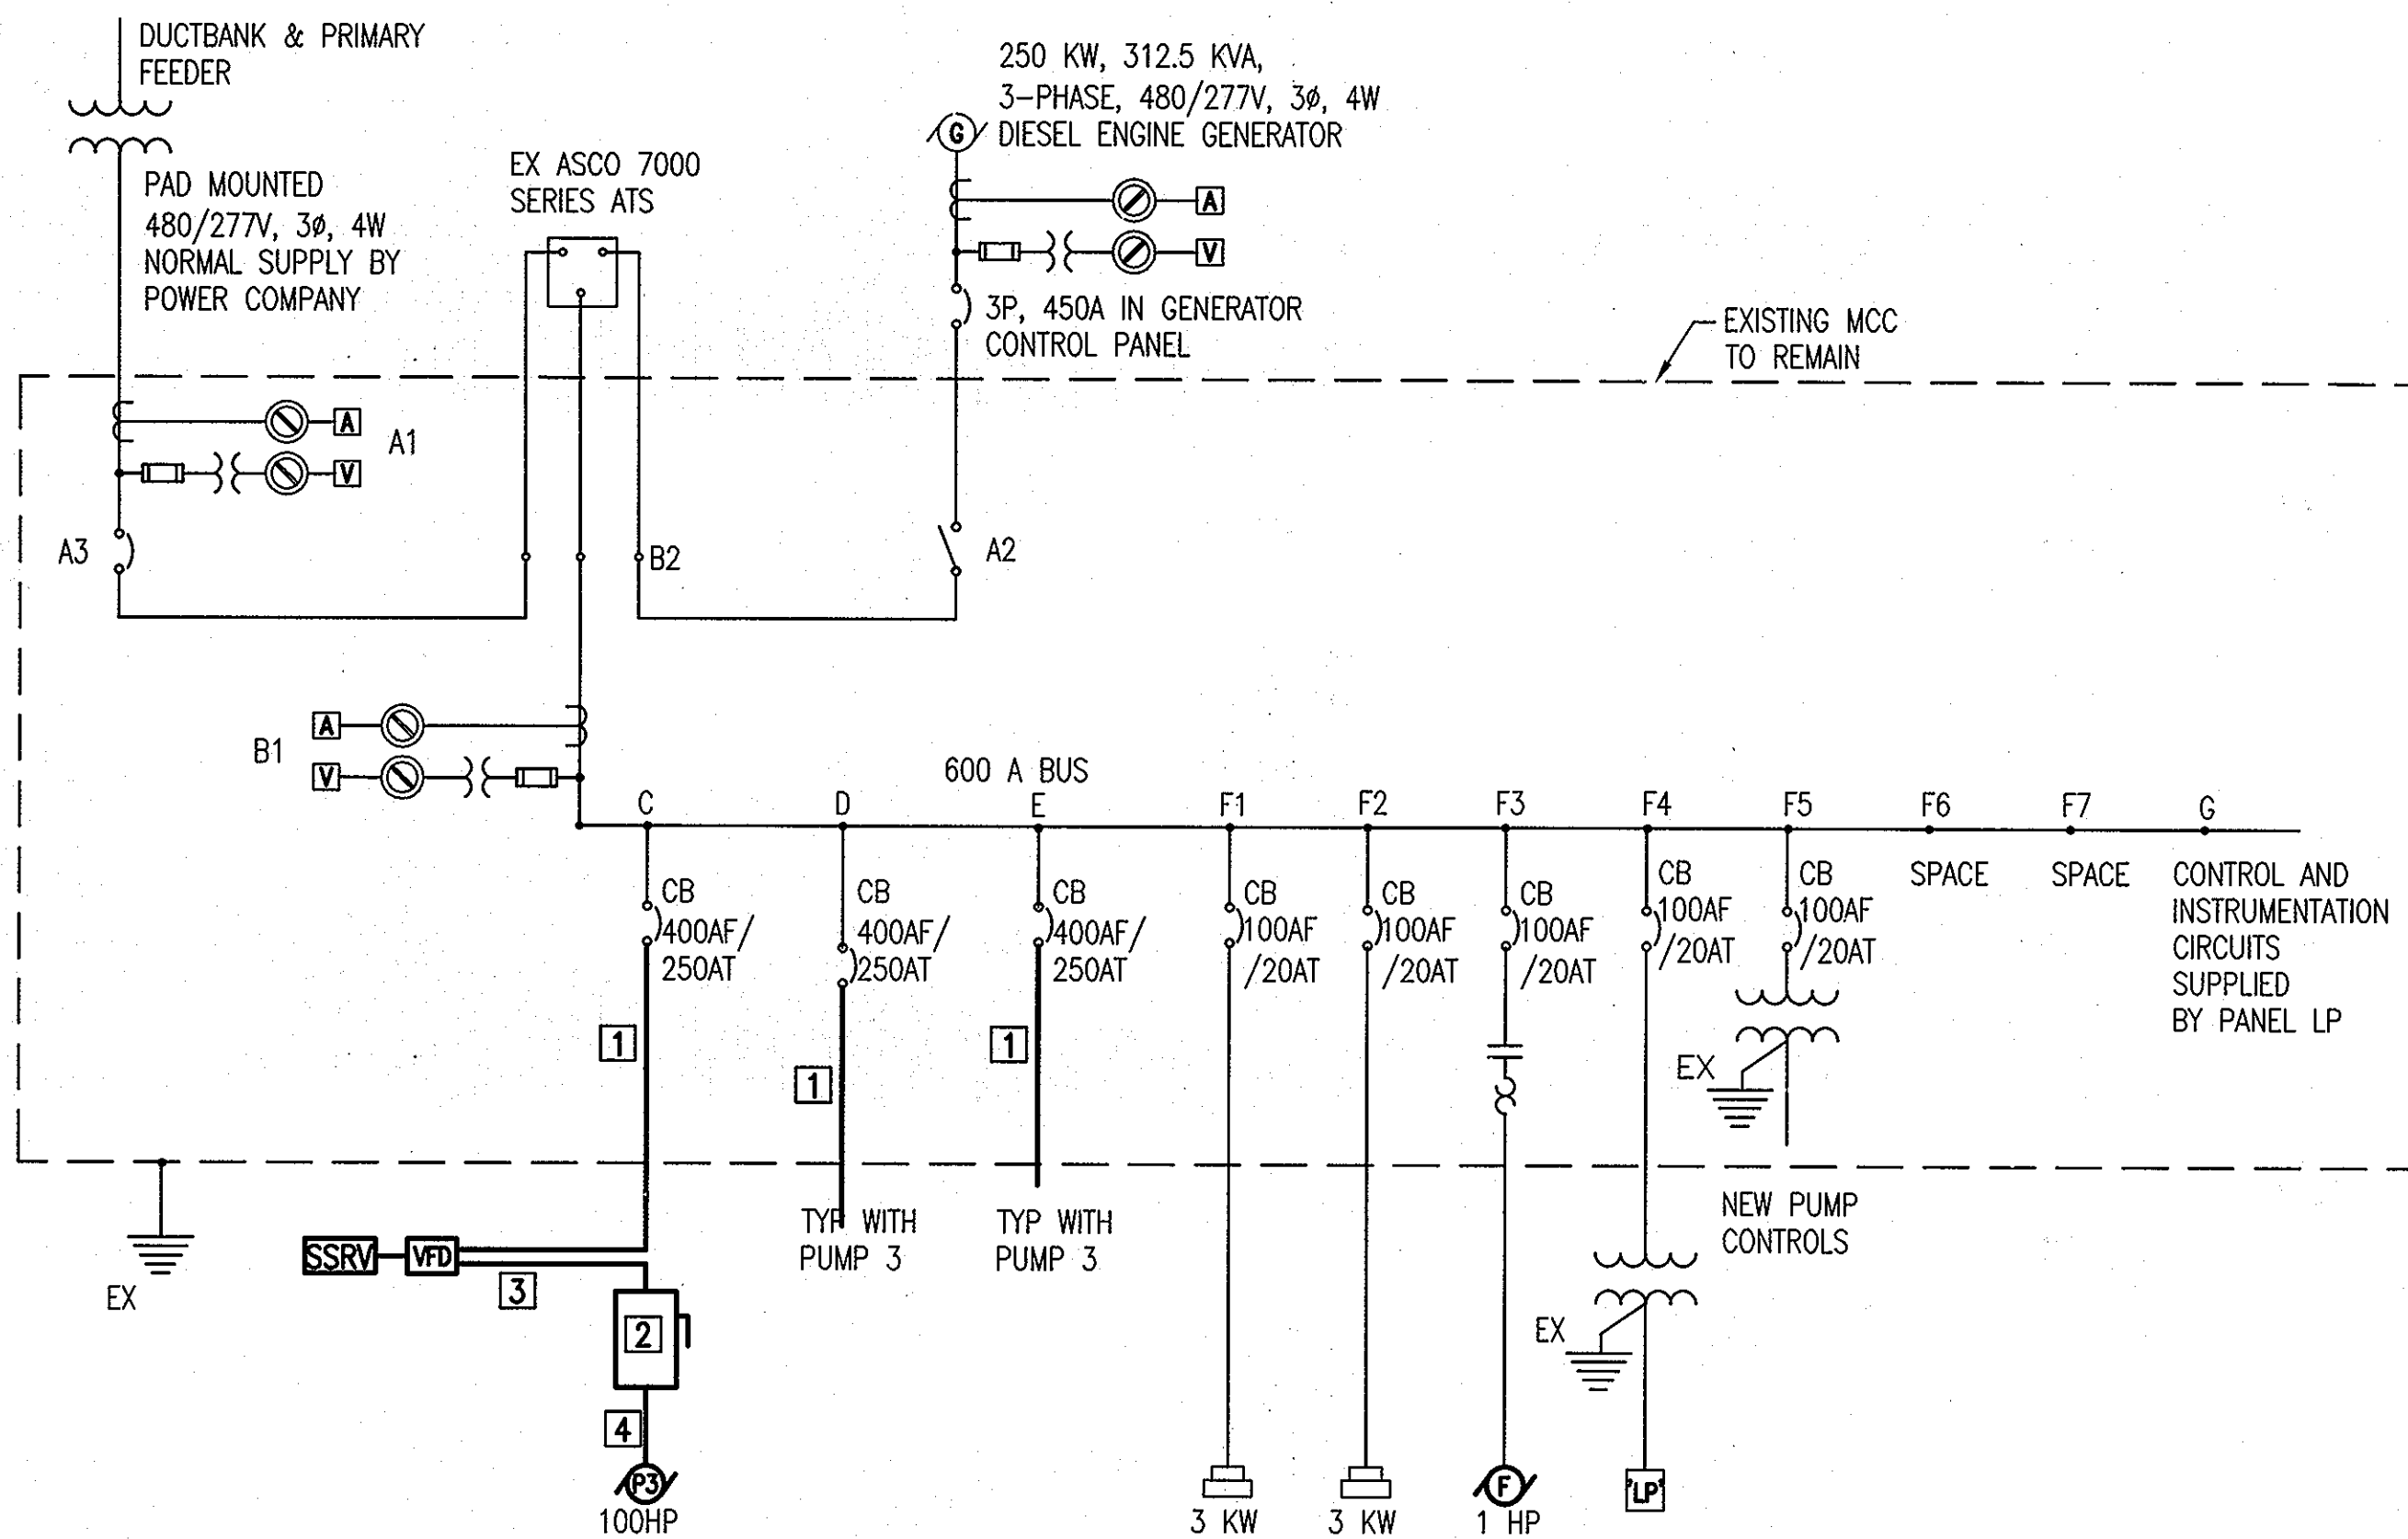 DUCTBANK & PRIMARY
FEEDER
PAD MOUNTED
480/277V, 3ø, 4W
NORMAL SUPPLY BY
POWER COMPANY
EX ASCO 7000
SERIES ATS
250 KW, 312.5 KVA,
3-PHASE, 480/277V, 3ø, 4W
DIESEL ENGINE GENERATOR
G
A
V
3P, 450A IN GENERATOR
CONTROL PANEL
EXISTING MCC
TO REMAIN
A
V
A1
A3
B2
A2
A
V
B1
600 A BUS
C
D
E
F1
F2
F3
F4
F5
F6
F7
G
CB
400AF/
250AT
CB
400AF/
250AT
CB
400AF/
250AT
CB
100AF
/20AT
CB
100AF
/20AT
CB
100AF
/20AT
CB
100AF
/20AT
CB
100AF
/20AT
SPACE
SPACE
CONTROL AND
INSTRUMENTATION
CIRCUITS
SUPPLIED
BY PANEL LP
1
1
1
EX
EX
SSRV
VFD
3
2
4
P3
100HP
TYP WITH
PUMP 3
TYP WITH
PUMP 3
NEW PUMP
CONTROLS
EX
3 KW
3 KW
F
1 HP
'LP'